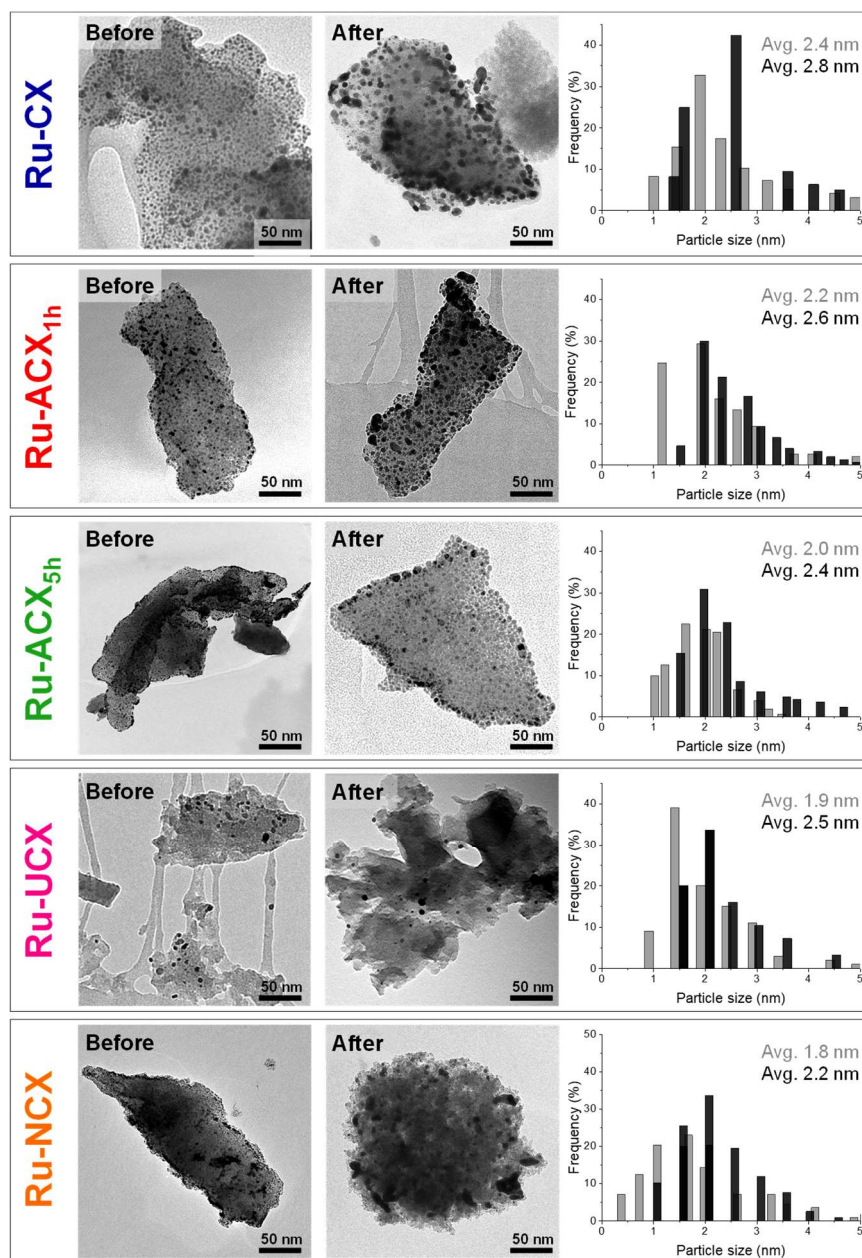 Ru-CX
Before
50 nm
After
50 nm
Frequency (%)
40
30
20
10
0
Avg. 2.4 nm
Avg. 2.8 nm
0 1 2 3 4 5
Particle size (nm)
Ru-ACX1h
Before
50 nm
After
50 nm
Frequency (%)
40
30
20
10
0
Avg. 2.2 nm
Avg. 2.6 nm
0 1 2 3 4 5
Particle size (nm)
Ru-ACX5h
Before
50 nm
After
50 nm
Frequency (%)
40
30
20
10
0
Avg. 2.0 nm
Avg. 2.4 nm
0 1 2 3 4 5
Particle size (nm)
Ru-UCX
Before
50 nm
After
50 nm
Frequency (%)
40
30
20
10
0
Avg. 1.9 nm
Avg. 2.5 nm
0 1 2 3 4 5
Particle size (nm)
Ru-NCX
Before
50 nm
After
50 nm
Frequency (%)
50
40
30
20
10
0
Avg. 1.8 nm
Avg. 2.2 nm
0 1 2 3 4 5
Particle size (nm)